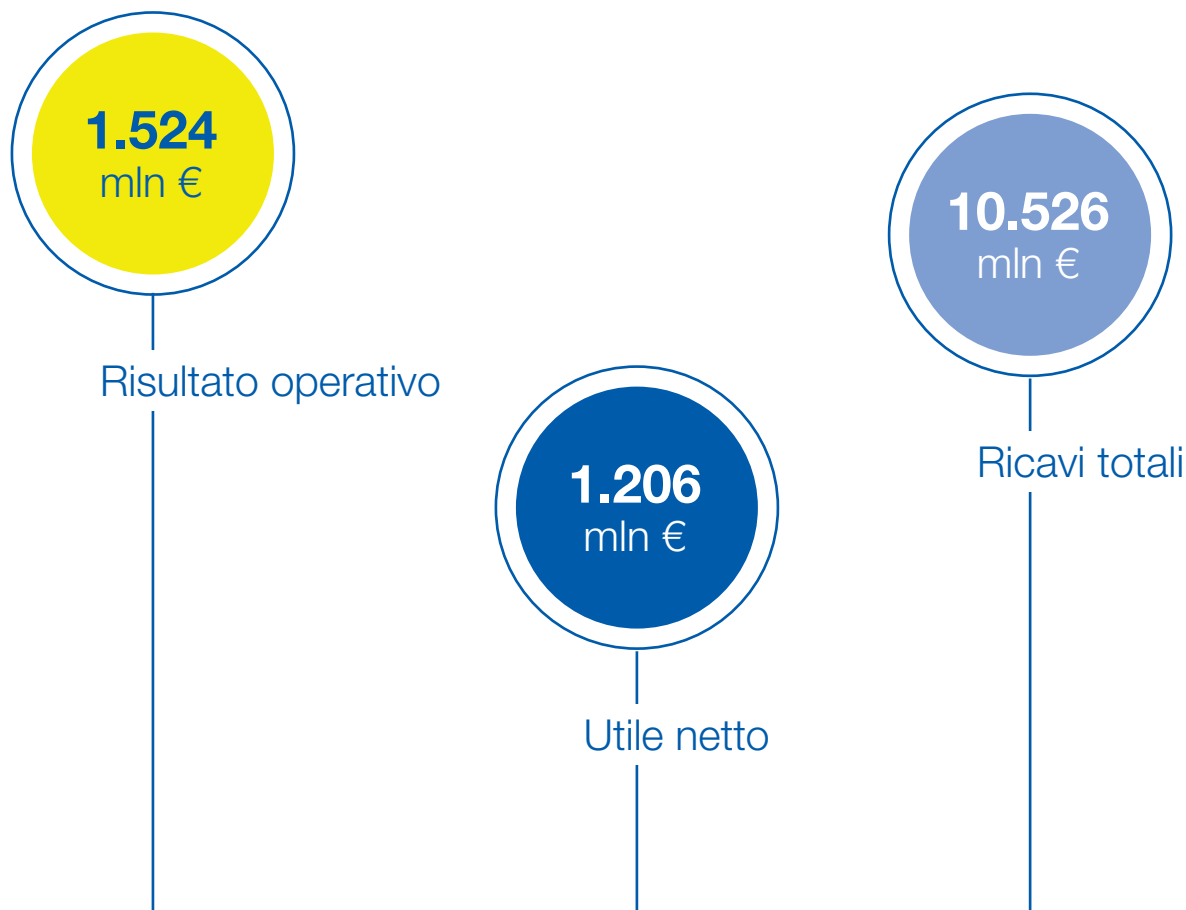 1.524
mln €
Risultato operativo
10.526
mln €
Ricavi totali
1.206
mln €
Utile netto